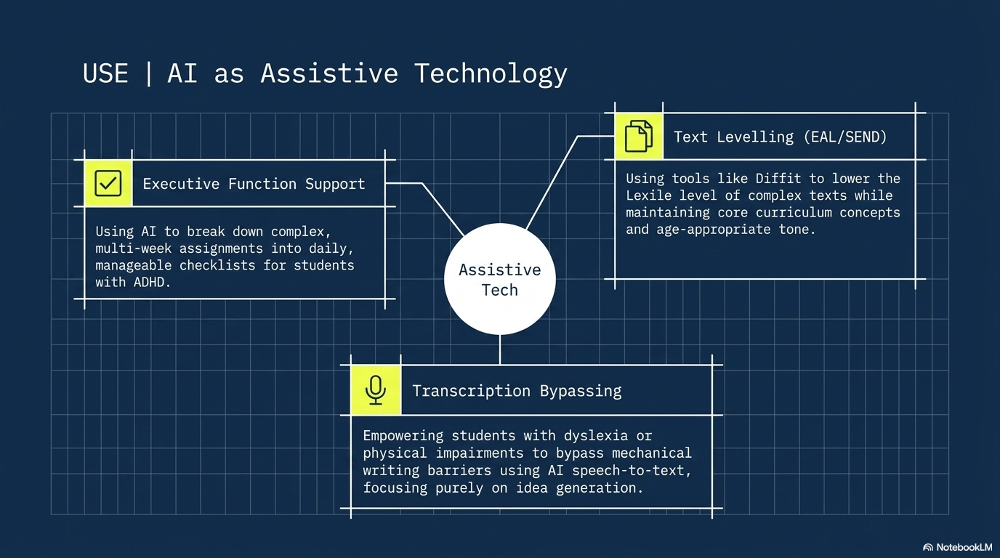 USE | AI as Assistive Technology
Executive Function Support
Using AI to break down complex,
multi-week assignments into daily,
manageable checklists for students
with ADHD.
Text Levelling (EAL/SEND)
Using tools like Diffit to lower the
Lexile level of complex texts while
maintaining core curriculum concepts
and age-appropriate tone.
Assistive
Tech
Transcription Bypassing
Empowering students with dyslexia or
physical impairments to bypass mechanical
writing barriers using AI speech-to-text,
focusing purely on idea generation.
NotebookLM